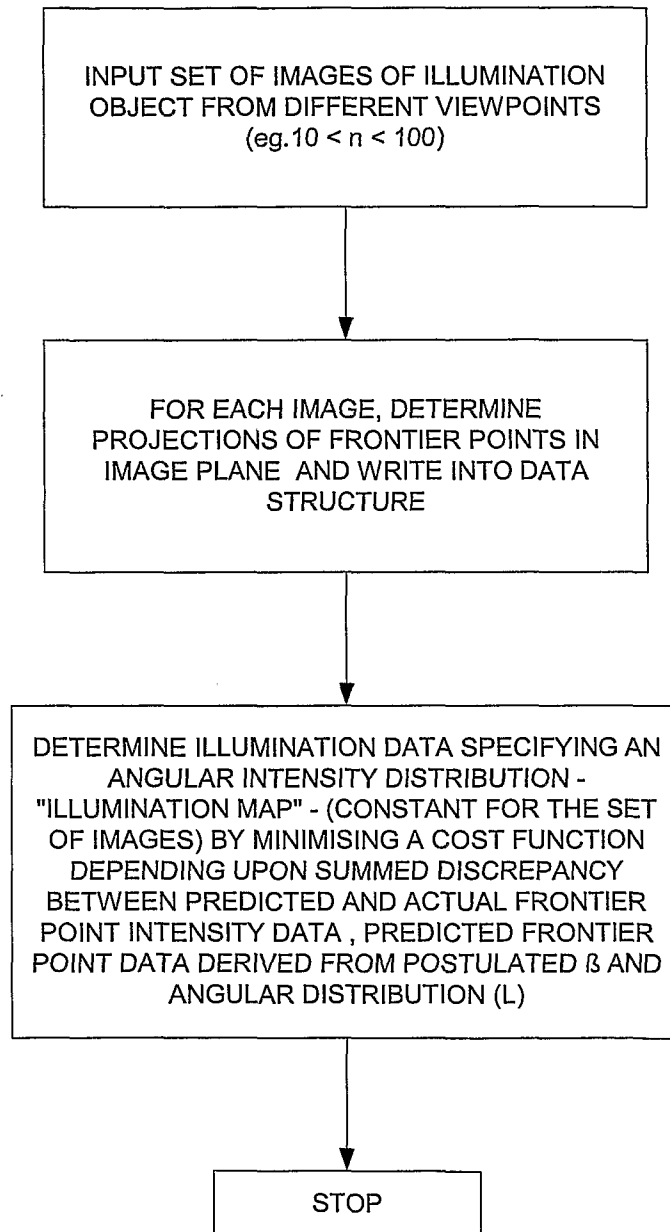 INPUT SET OF IMAGES OF ILLUMINATION
OBJECT FROM DIFFERENT VIEWPOINTS
(eg.10 < n < 100)
FOR EACH IMAGE, DETERMINE
PROJECTIONS OF FRONTIER POINTS IN
IMAGE PLANE AND WRITE INTO DATA
STRUCTURE
DETERMINE ILLUMINATION DATA SPECIFYING AN
ANGULAR INTENSITY DISTRIBUTION -
"ILLUMINATION MAP" - (CONSTANT FOR THE SET
OF IMAGES) BY MINIMISING A COST FUNCTION
DEPENDING UPON SUMMED DISCREPANCY
BETWEEN PREDICTED AND ACTUAL FRONTIER
POINT INTENSITY DATA , PREDICTED FRONTIER
POINT DATA DERIVED FROM POSTULATED ß AND
ANGULAR DISTRIBUTION (L)
STOP